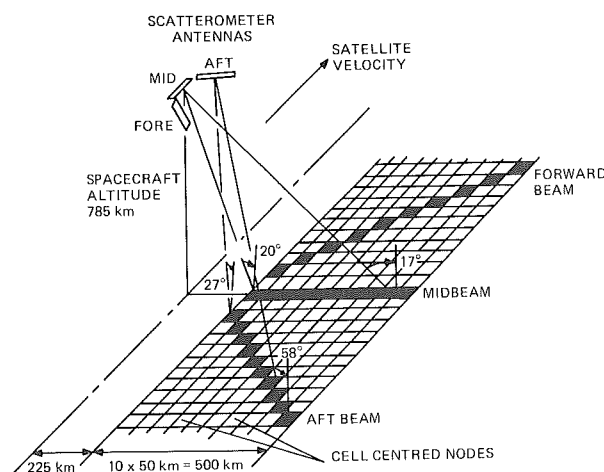 SCATTEROMETER
ANTENNAS
AFT
MID
FORE
SATELLITE
VELOCITY
SPACECRAFT
ALTITUDE
785 km
FORWARD
BEAM
20°
17°
27°
MIDBEAM
58°
AFT BEAM
CELL CENTRED NODES
225 km
10 x 50 km = 500 km